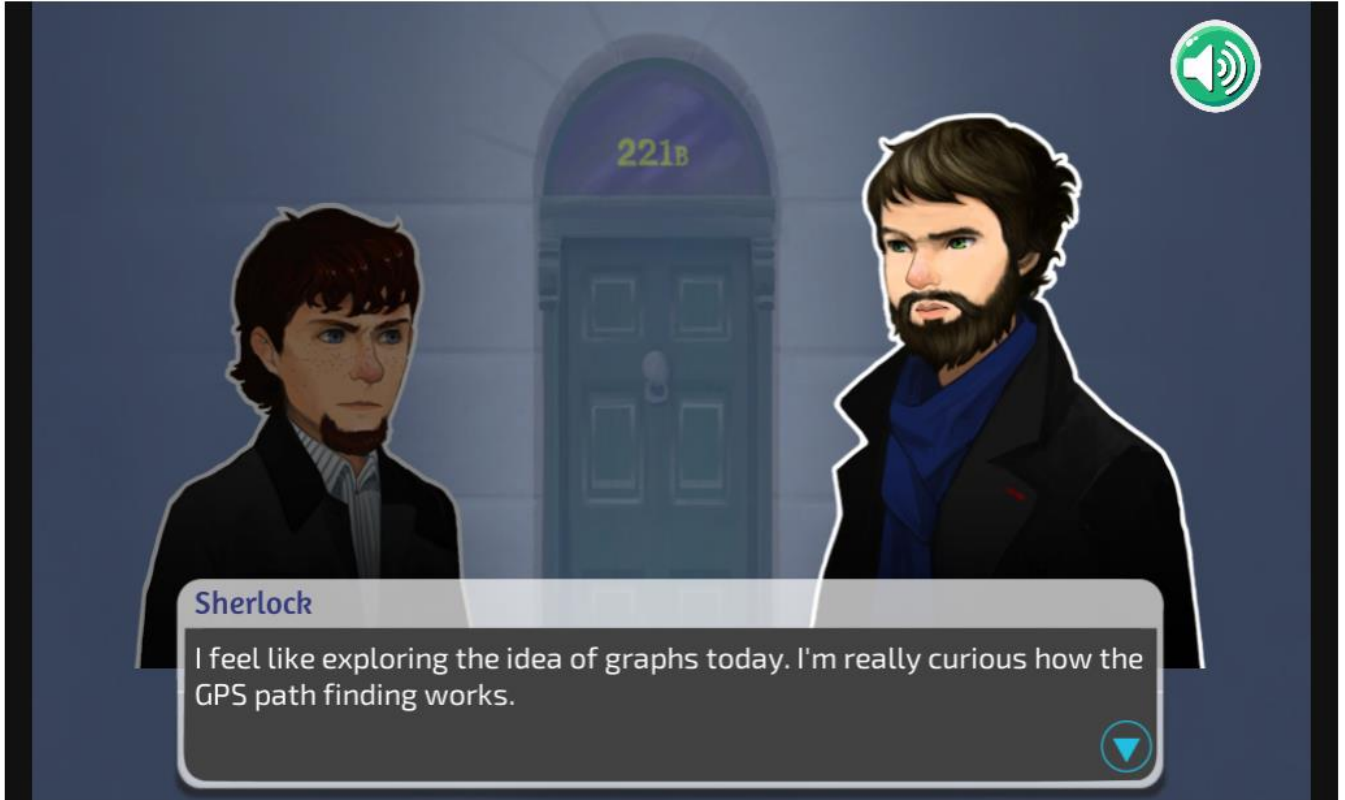 221B
Sherlock
I feel like exploring the idea of graphs today. I'm really curious how the
GPS path finding works.